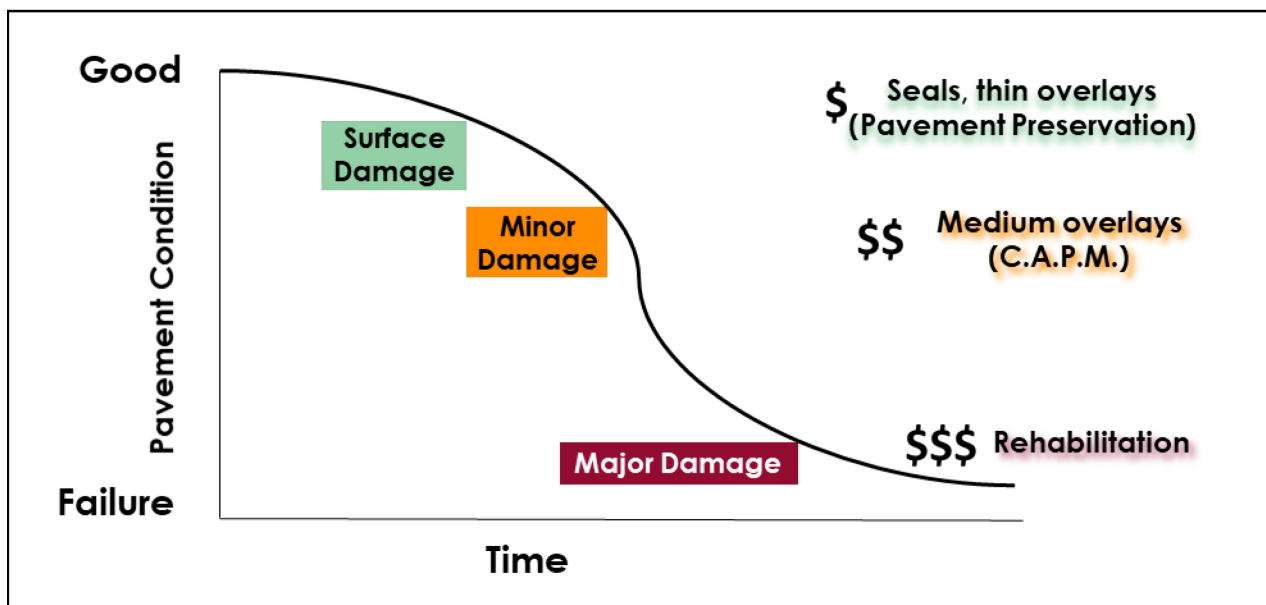 Good
Pavement Condition
Failure
Surface
Damage
Minor
Damage
Major Damage
Time
$ Seals, thin overlays
(Pavement Preservation)
$$ Medium overlays
(C.A.P.M.)
$$$ Rehabilitation